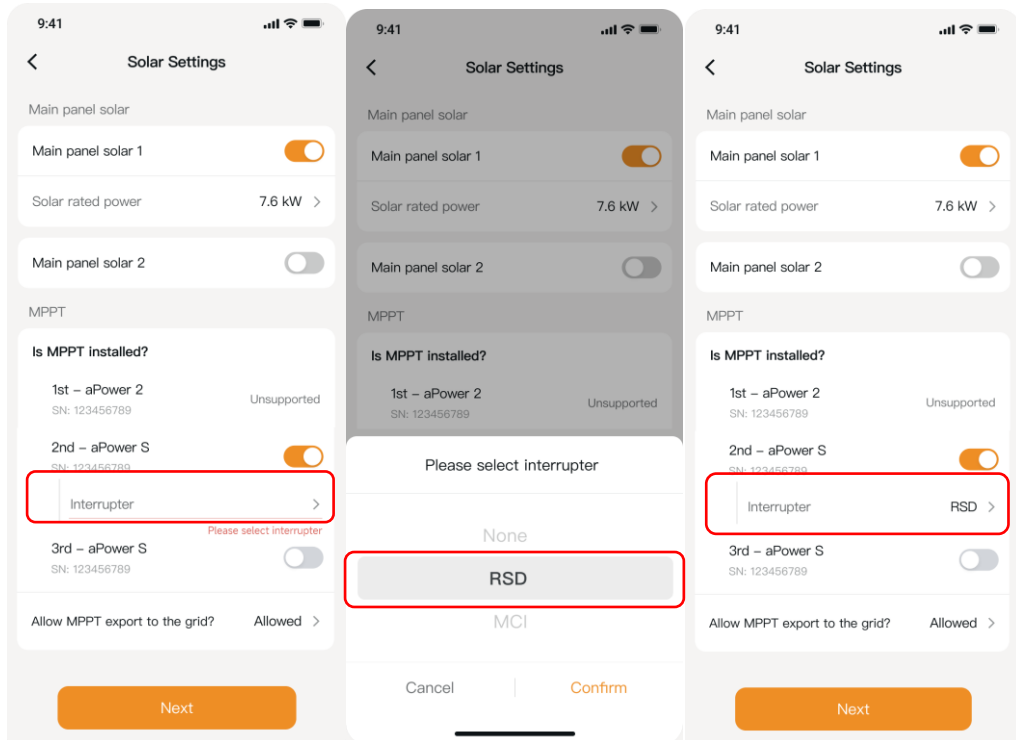 9:41
Solar Settings
Main panel solar
Main panel solar 1
Solar rated power 7.6 kW >
Main panel solar 2
MPPT
Is MPPT installed?
1st – aPower 2
SN: 123456789
Unsupported
2nd – aPower S
SN: 123456789
Interrupter >
Please select interrupter
3rd – aPower S
SN: 123456789
Allow MPPT export to the grid? Allowed >
Next
9:41
Solar Settings
Main panel solar
Main panel solar 1
Solar rated power 7.6 kW >
Main panel solar 2
MPPT
Is MPPT installed?
1st – aPower 2
SN: 123456789
Unsupported
Please select interrupter
None
RSD
MCI
Cancel Confirm
9:41
Solar Settings
Main panel solar
Main panel solar 1
Solar rated power 7.6 kW >
Main panel solar 2
MPPT
Is MPPT installed?
1st – aPower 2
SN: 123456789
Unsupported
2nd – aPower S
SN: 123456789
Interrupter RSD >
3rd – aPower S
SN: 123456789
Allow MPPT export to the grid? Allowed >
Next